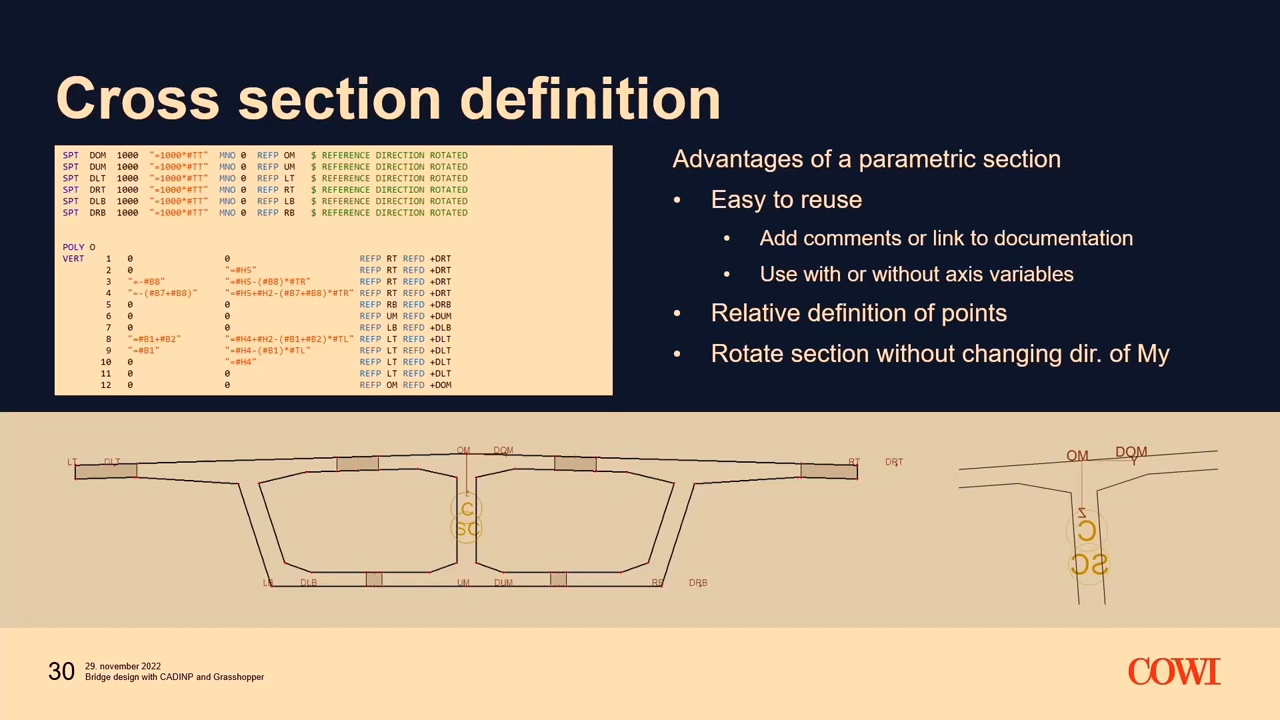 Cross section definition
SPT DOM 1000 "=1000*#TT" MNO 0 REFP OM $ REFERENCE DIRECTION ROTATED
SPT DUM 1000 "=1000*#TT" MNO 0 REFP UM $ REFERENCE DIRECTION ROTATED
SPT DLT 1000 "=1000*#TT" MNO 0 REFP LT $ REFERENCE DIRECTION ROTATED
SPT DRT 1000 "=1000*#TT" MNO 0 REFP RT $ REFERENCE DIRECTION ROTATED
SPT DLB 1000 "=1000*#TT" MNO 0 REFP LB $ REFERENCE DIRECTION ROTATED
SPT DRB 1000 "=1000*#TT" MNO 0 REFP RB $ REFERENCE DIRECTION ROTATED
POLY O
VERT 1 0 0 REFP RT REFD +DRT
2 0 "=#H5" REFP RT REFD +DRT
3 "=-#B8" "=#H5-(#B8)*#TR" REFP RT REFD +DRT
4 "=-(#B7+#B8)" "=#H5+#H2-(#B7+#B8)*#TR" REFP RT REFD +DRT
5 0 0 REFP RB REFD +DRB
6 0 0 REFP UM REFD +DUM
7 0 0 REFP LB REFD +DLB
8 "=#B1+#B2" "=#H4+#H2-(#B1+#B2)*#TL" REFP LT REFD +DLT
9 "=#B1" "=#H4-(#B1)*#TL" REFP LT REFD +DLT
10 0 "=#H4" REFP LT REFD +DLT
11 0 0 REFP LT REFD +DLT
12 0 0 REFP OM REFD +DOM
Advantages of a parametric section
• Easy to reuse
• Add comments or link to documentation
• Use with or without axis variables
• Relative definition of points
• Rotate section without changing dir. of My
OM DOM
LT DLT RT DRT
C
SC
LB DLB UM DUM RB DRB
OM DOM
Y
Z
C
SC
30
29. november 2022
Bridge design with CADINP and Grasshopper
COWI